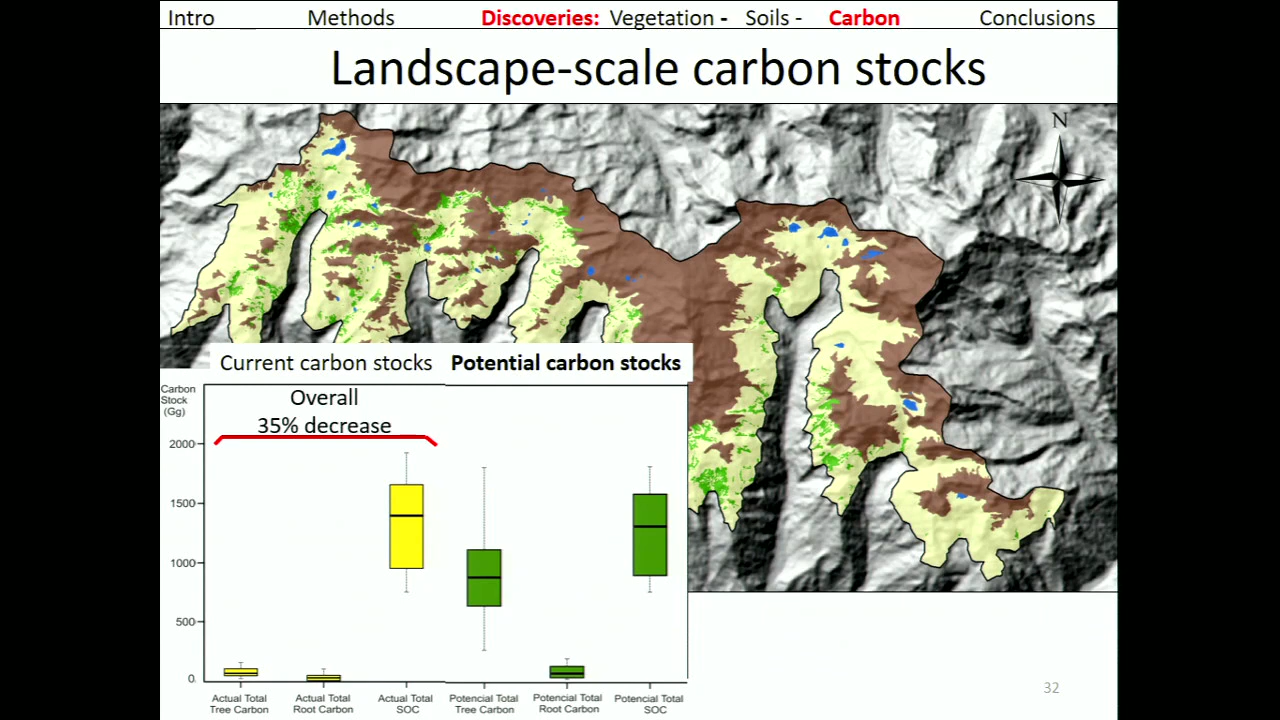 Intro Methods Discoveries: Vegetation - Soils - Carbon Conclusions
Landscape-scale carbon stocks
N
Current carbon stocks Potential carbon stocks
Carbon
Stock
(Gg)
Overall
35% decrease
2000
1500
1000
500
0
Actual Total
Tree Carbon
Actual Total
Root Carbon
Actual Total
SOC
Potencial Total
Tree Carbon
Potencial Total
Root Carbon
Potencial Total
SOC
32